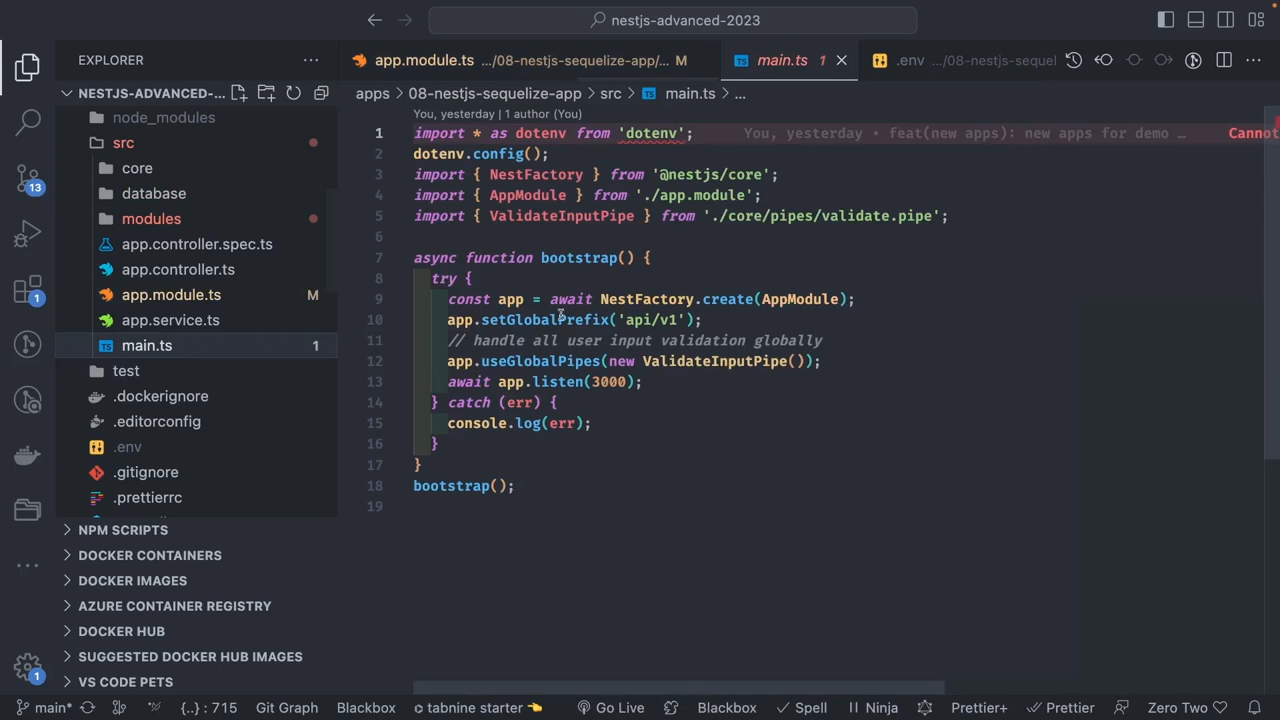 nestjs-advanced-2023
EXPLORER
NESTJS-ADVANCED-...
node_modules
src
core
database
modules
app.controller.spec.ts
app.controller.ts
app.module.ts M
app.service.ts
main.ts 1
test
.dockerignore
.editorconfig
.env
.gitignore
.prettierrc
NPM SCRIPTS
DOCKER CONTAINERS
DOCKER IMAGES
AZURE CONTAINER REGISTRY
DOCKER HUB
SUGGESTED DOCKER HUB IMAGES
VS CODE PETS
13
1
1
app.module.ts .../08-nestjs-sequelize-app/... M
TS main.ts 1
.env .../08-nestjs-sequel
apps > 08-nestjs-sequelize-app > src > TS main.ts > ...
You, yesterday | 1 author (You)
1 import * as dotenv from 'dotenv'; You, yesterday • feat(new apps): new apps for demo … Cannot
2 dotenv.config();
3 import { NestFactory } from '@nestjs/core';
4 import { AppModule } from './app.module';
5 import { ValidateInputPipe } from './core/pipes/validate.pipe';
6
7 async function bootstrap() {
8 try {
9 const app = await NestFactory.create(AppModule);
10 app.setGlobalPrefix('api/v1');
11 // handle all user input validation globally
12 app.useGlobalPipes(new ValidateInputPipe());
13 await app.listen(3000);
14 } catch (err) {
15 console.log(err);
16 }
17 }
18 bootstrap();
19
main* {..} : 715 Git Graph Blackbox tabnine starter Go Live Blackbox Spell Ninja Prettier+ Prettier Zero Two